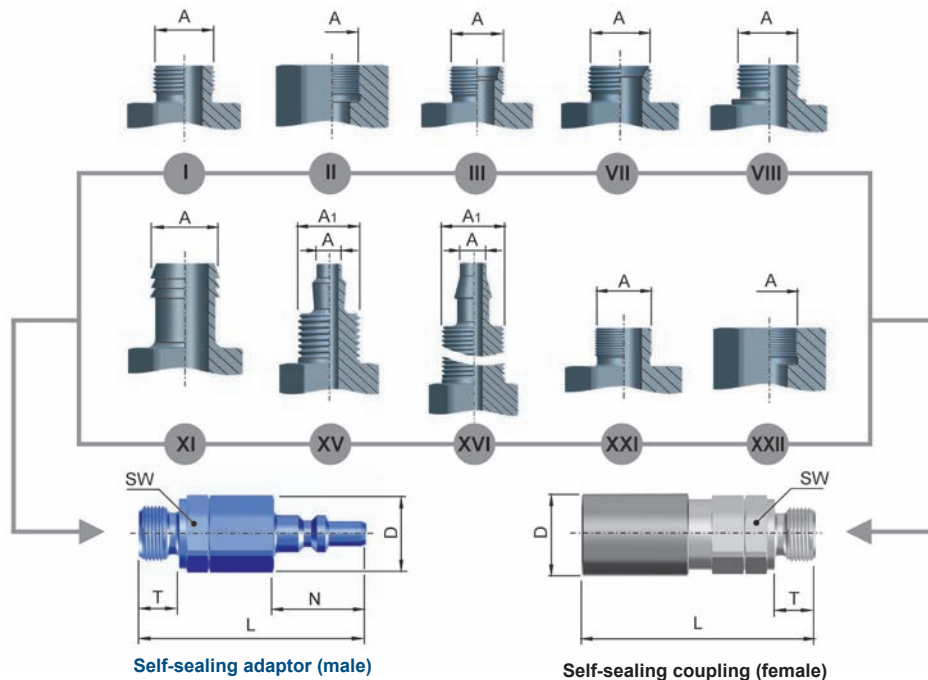 A A A A A
I II III VII VIII
A A1 A1
A A A A
XI XV XVI XXI XXII
SW SW
D D
T N T
L L
Self-sealing adaptor (male) Self-sealing coupling (female)